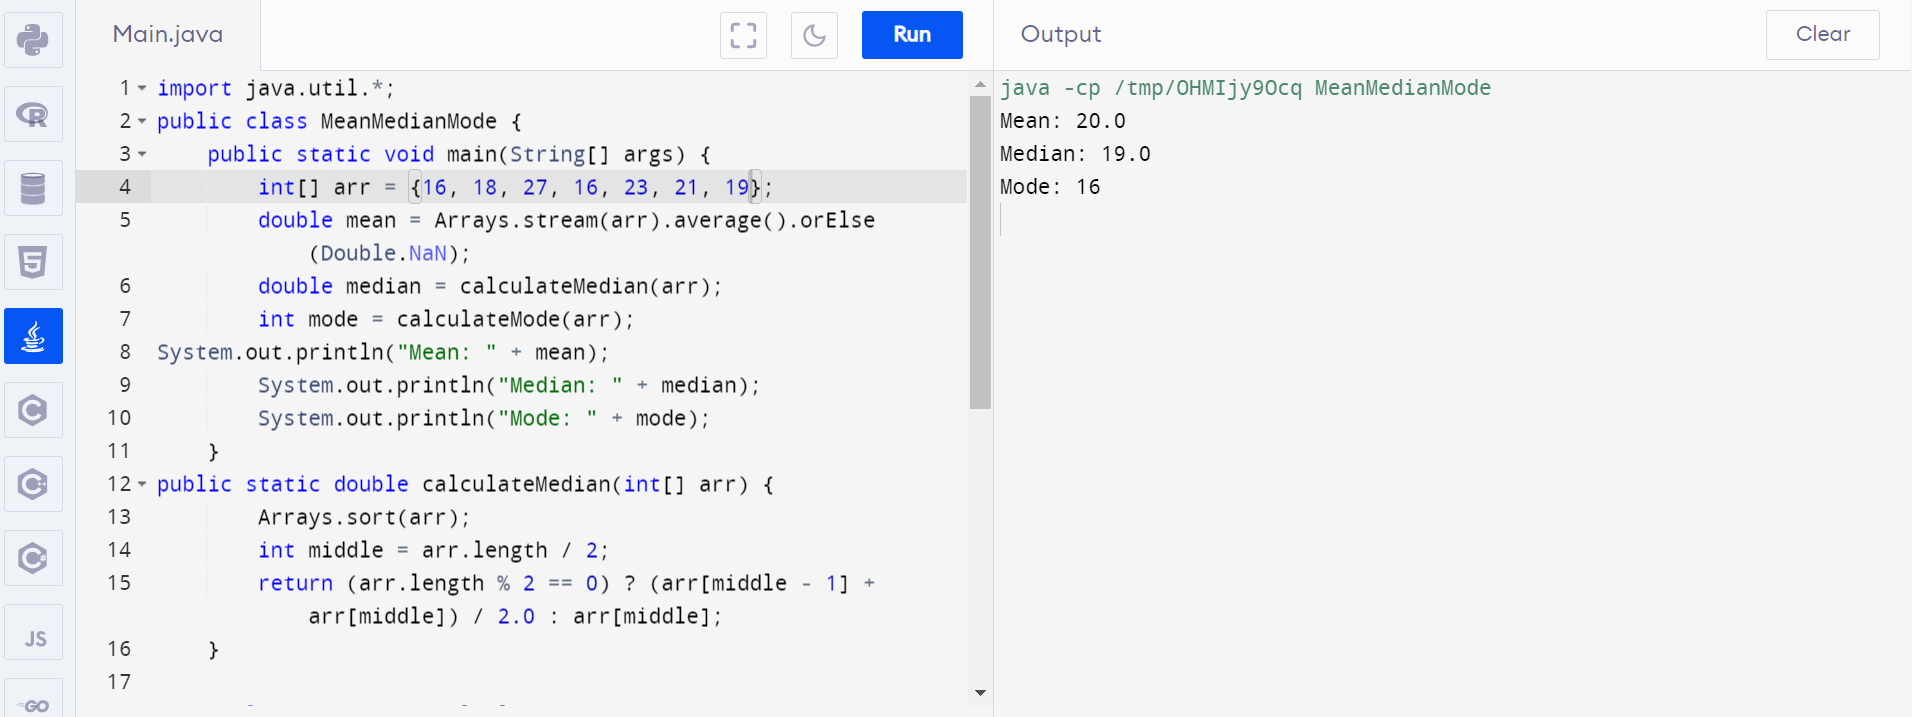 Main.java
Run
Output
Clear
1 import java.util.*;
2 public class MeanMedianMode {
3 public static void main(String[] args) {
4 int[] arr = {16, 18, 27, 16, 23, 21, 19};
5 double mean = Arrays.stream(arr).average().orElse
(Double.NaN);
6 double median = calculateMedian(arr);
7 int mode = calculateMode(arr);
8 System.out.println("Mean: " + mean);
9 System.out.println("Median: " + median);
10 System.out.println("Mode: " + mode);
11 }
12 public static double calculateMedian(int[] arr) {
13 Arrays.sort(arr);
14 int middle = arr.length / 2;
15 return (arr.length % 2 == 0) ? (arr[middle - 1] +
arr[middle]) / 2.0 : arr[middle];
16 }
17
java -cp /tmp/OHMIjy9Ocq MeanMedianMode
Mean: 20.0
Median: 19.0
Mode: 16
R
5
C
C
C
JS
GO